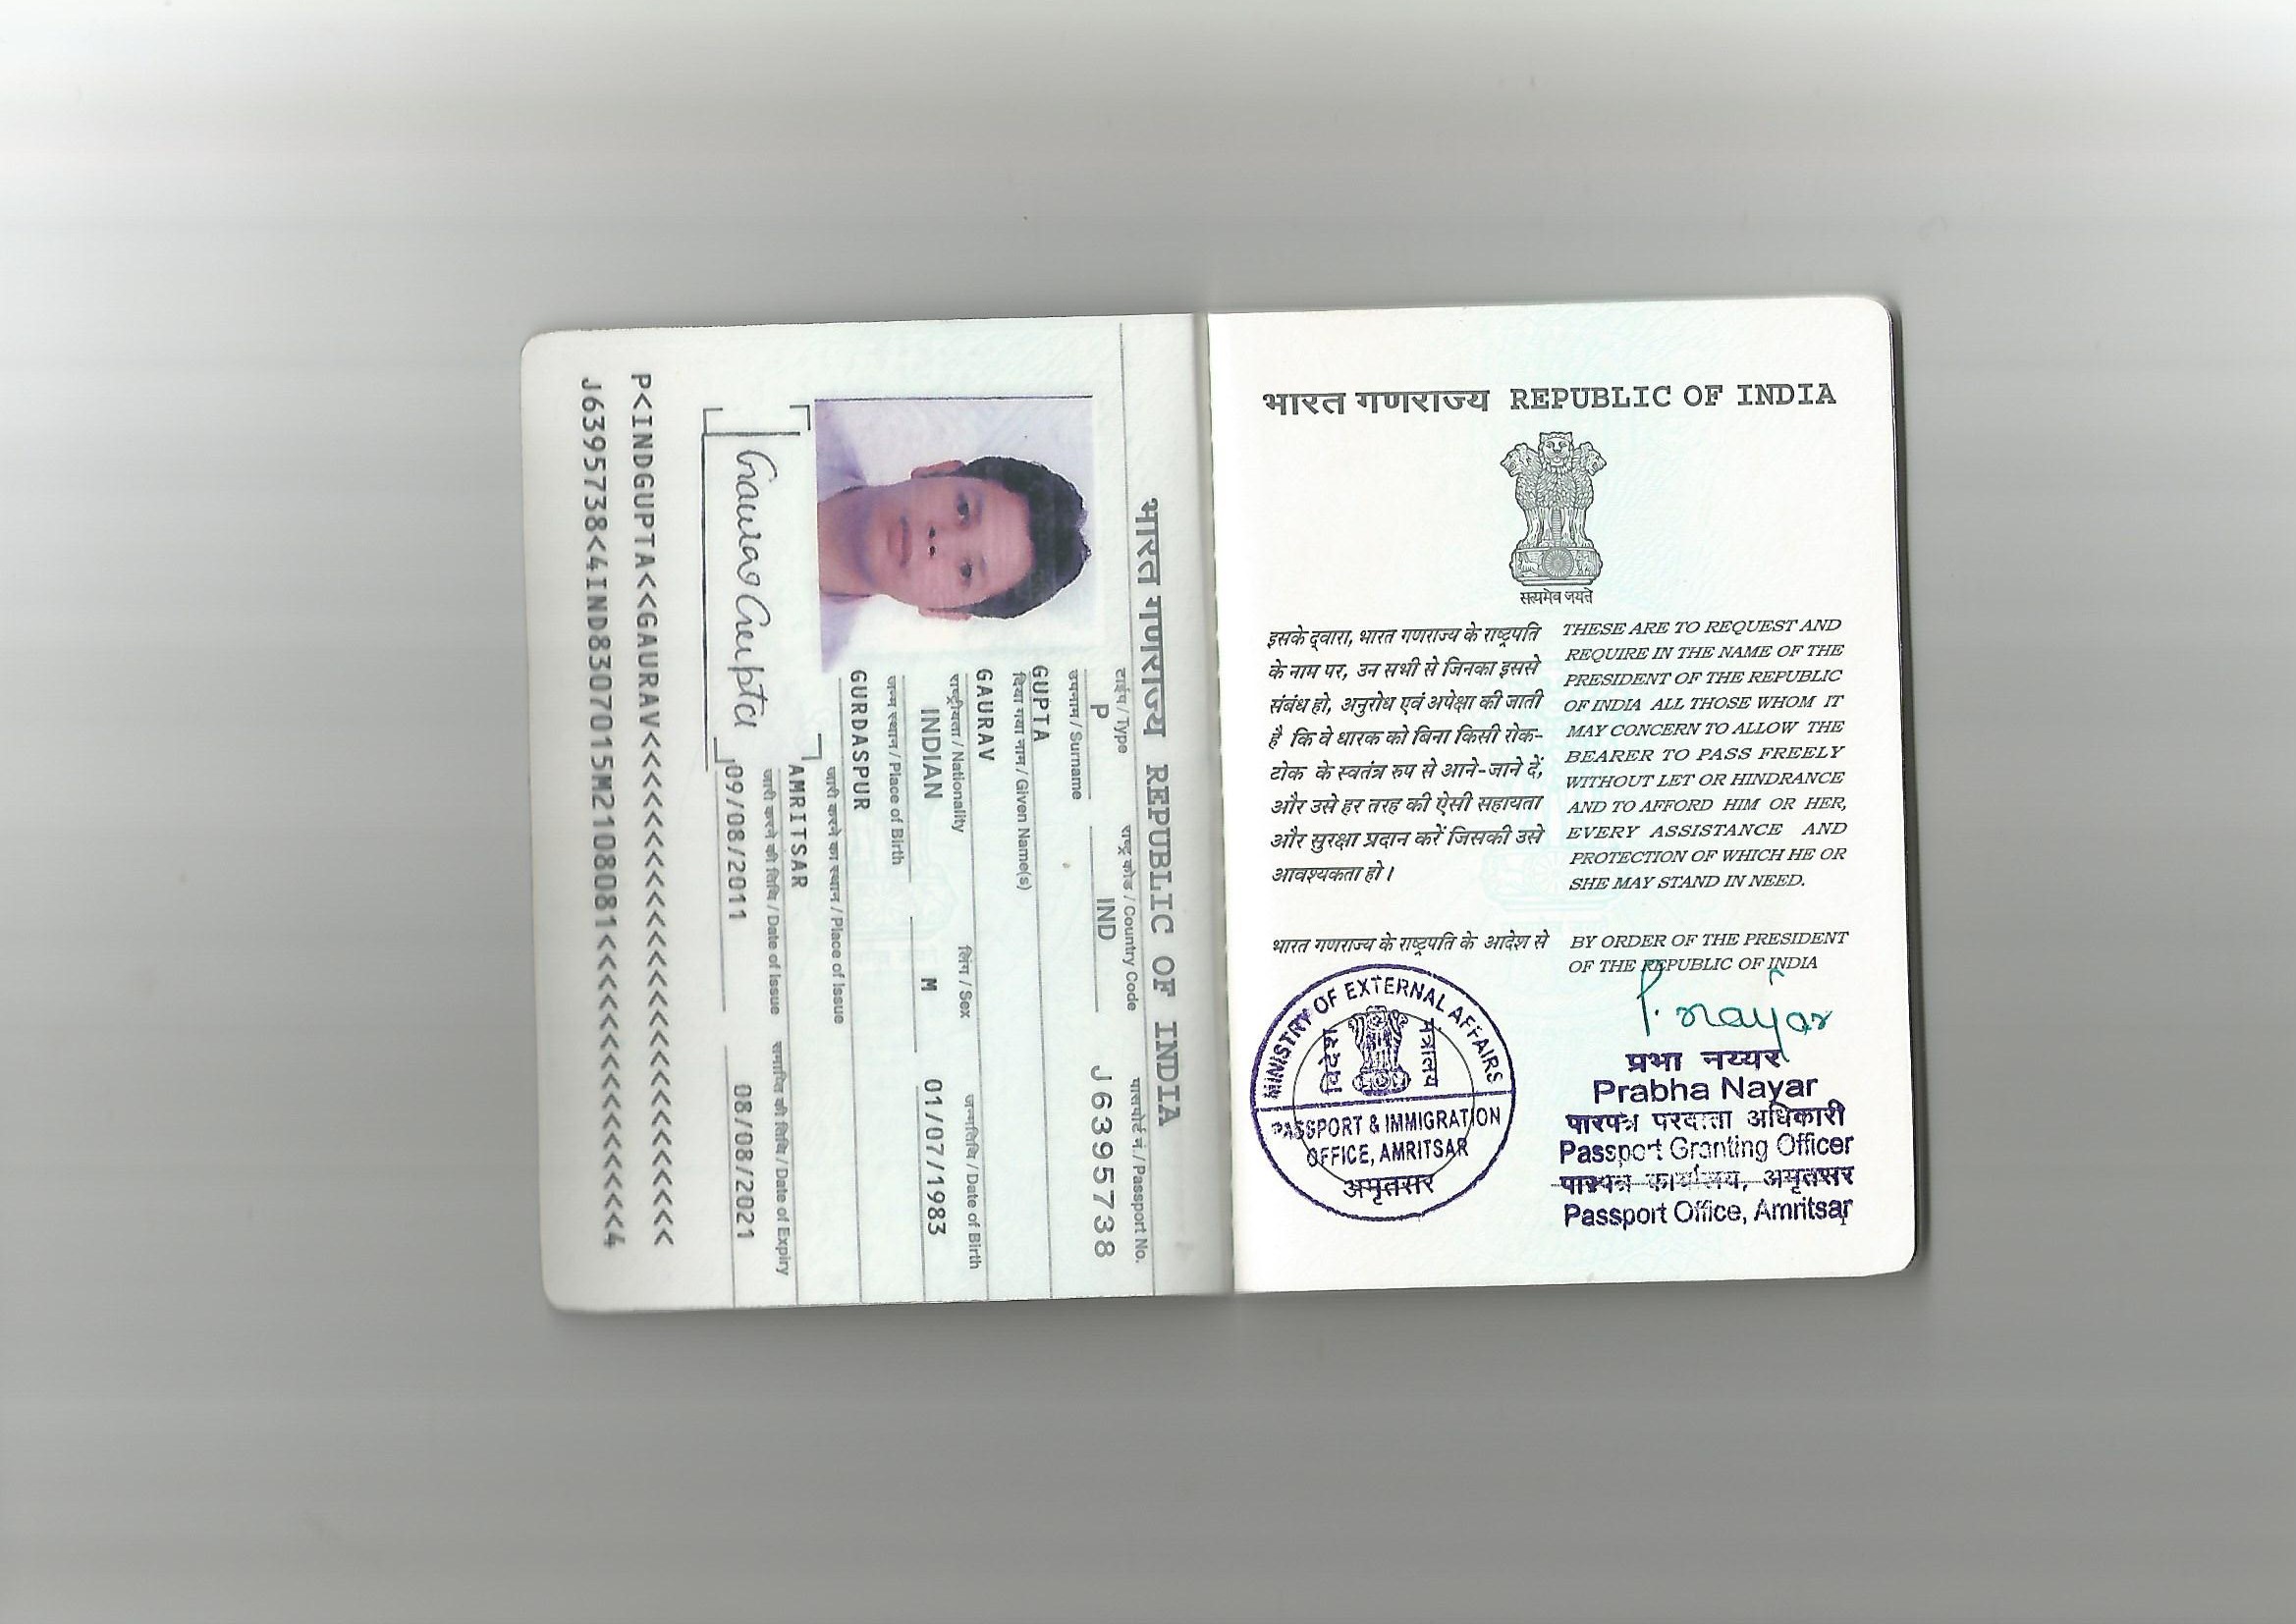 भारत गणराज्य REPUBLIC OF INDIA
सत्यमेव जयते
इसके द्वारा, भारत गणराज्य के राष्ट्रपति
के नाम पर, उन सभी से जिनका इससे
संबंध हो, अनुरोध एवं अपेक्षा की जाती
है कि वे धारक को बिना किसी रोक-
टोक के स्वतंत्र रुप से आने-जाने दें,
और उसे हर तरह की ऐसी सहायता
और सुरक्षा प्रदान करें जिसकी उसे
आवश्यकता हो।
THESE ARE TO REQUEST AND
REQUIRE IN THE NAME OF THE
PRESIDENT OF THE REPUBLIC
OF INDIA ALL THOSE WHOM IT
MAY CONCERN TO ALLOW THE
BEARER TO PASS FREELY
WITHOUT LET OR HINDRANCE
AND TO AFFORD HIM OR HER,
EVERY ASSISTANCE AND
PROTECTION OF WHICH HE OR
SHE MAY STAND IN NEED.
भारत गणराज्य के राष्ट्रपति के आदेश से
BY ORDER OF THE PRESIDENT
OF THE REPUBLIC OF INDIA
MINISTRY OF EXTERNAL AFFAIRS
विदेश मंत्रालय
PASSPORT & IMMIGRATION
OFFICE, AMRITSAR
अमृतसर
P. Nayar
प्रभा नय्यर
Prabha Nayar
पारपत्र परदाता अधिकारी
Passport Granting Officer
पारपत्र कार्यालय, अमृतसर
Passport Office, Amritsar
भारत गणराज्य REPUBLIC OF INDIA
टाईप / Type राष्ट्र कोड / Country Code पासपोर्ट नं. / Passport No.
P IND J6395738
उपनाम / Surname
GUPTA
दिया गया नाम / Given Name(s)
GAURAV
राष्ट्रीयता / Nationality लिंग / Sex जन्मतिथि / Date of Birth
INDIAN M 01/07/1983
जन्म स्थान / Place of Birth
GURDASPUR
जारी करने का स्थान / Place of Issue
AMRITSAR
जारी करने की तिथि / Date of Issue समाप्ति की तिथि / Date of Expiry
09/08/2011 08/08/2021
Gaurav Gupta
P<INDGUPTA<<GAURAV<<<<<<<<<<<<<<<<<<<<<<<<<<
J6395738<4IND8307015M2108081<<<<<<<<<<<<<<<4